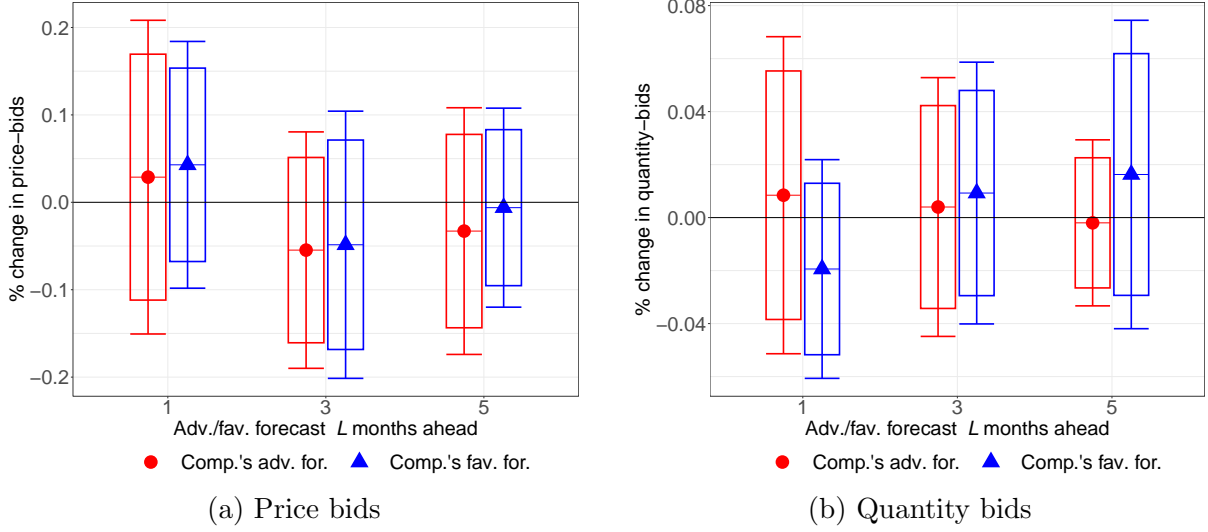 % change in price−bids
0.2
0.1
0.0
−0.1
−0.2
1 3 5
Adv./fav. forecast L months ahead
Comp.'s adv. for. Comp.'s fav. for.
(a) Price bids
% change in quantity−bids
0.08
0.04
0.00
−0.04
1 3 5
Adv./fav. forecast L months ahead
Comp.'s adv. for. Comp.'s fav. for.
(b) Quantity bids